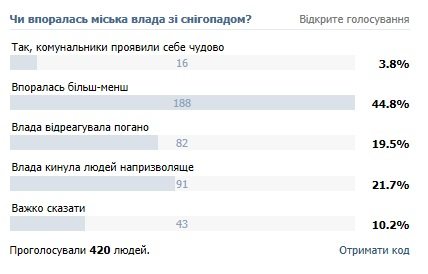 Чи впоралась міська влада зі снігопадом? Відкрите голосування
Так, комунальники проявили себе чудово
16 3.8%
Впоралась більш-менш
188 44.8%
Влада відреагувала погано
82 19.5%
Влада кинула людей напризволяще
91 21.7%
Важко сказати
43 10.2%
Проголосували 420 людей. Отримати код